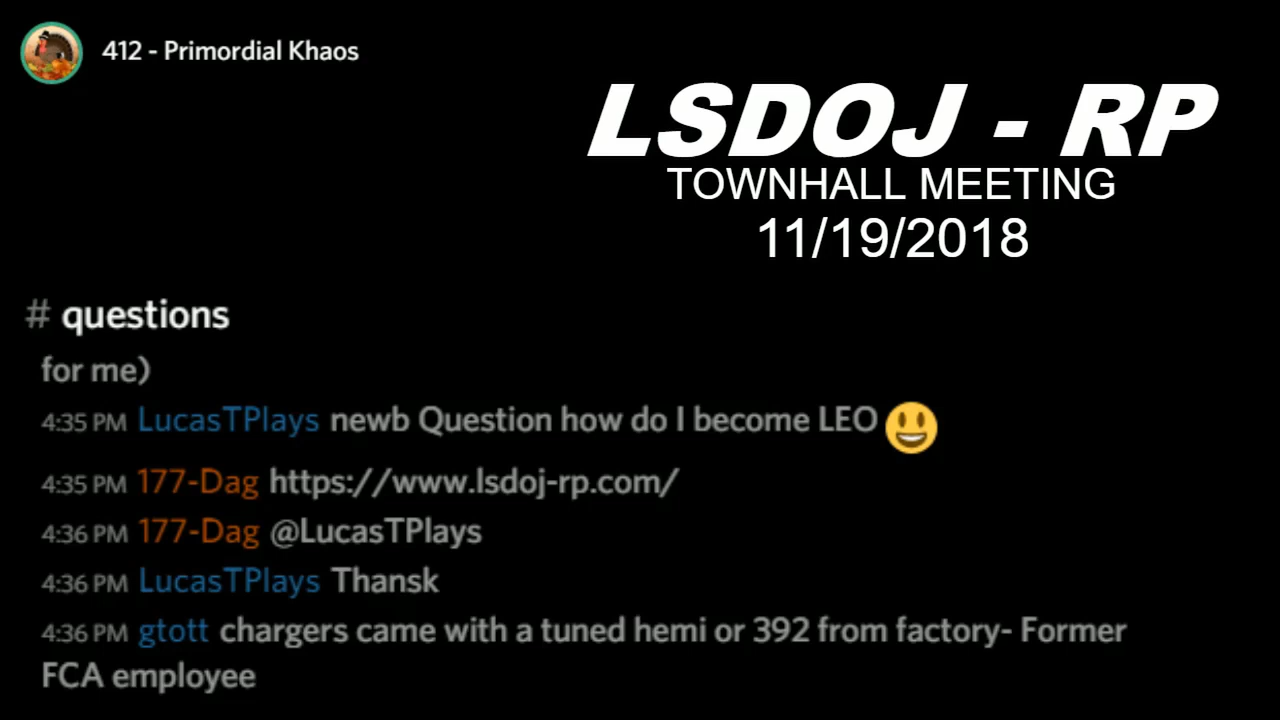 412 - Primordial Khaos
LSDOJ - RP
TOWNHALL MEETING
11/19/2018
# questions
for me)
4:35 PM LucasTPlays newb Question how do I become LEO 😃
4:35 PM 177-Dag https://www.lsdoj-rp.com/
4:36 PM 177-Dag @LucasTPlays
4:36 PM LucasTPlays Thansk
4:36 PM gtott chargers came with a tuned hemi or 392 from factory- Former
FCA employee